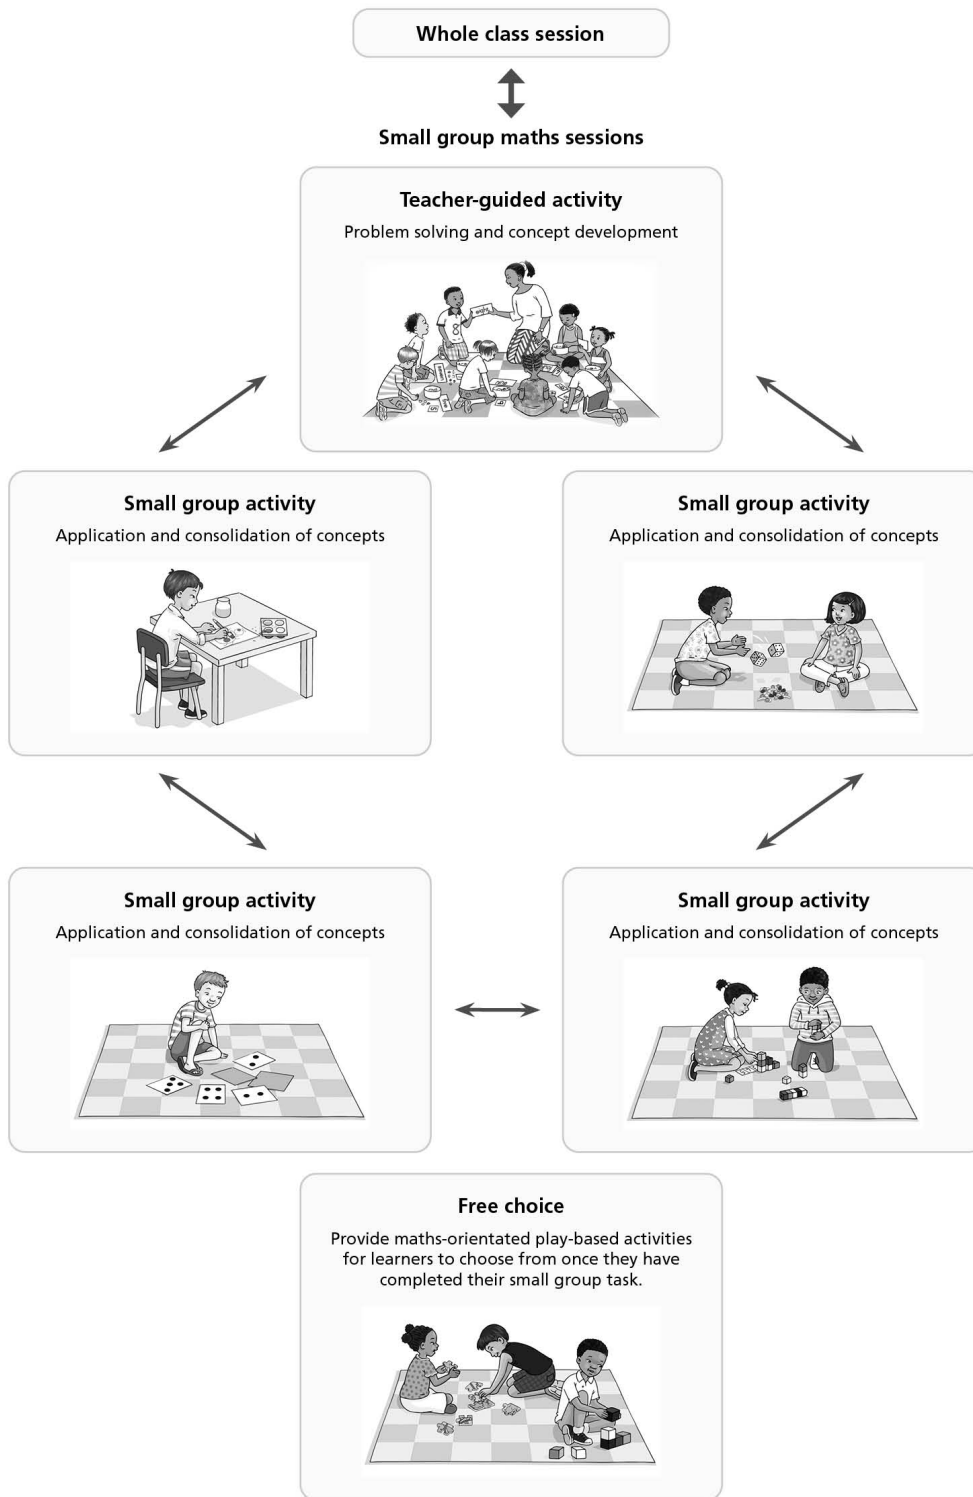 Whole class session
Small group maths sessions
Teacher-guided activity
Problem solving and concept development
Small group activity
Application and consolidation of concepts
Small group activity
Application and consolidation of concepts
Small group activity
Application and consolidation of concepts
Small group activity
Application and consolidation of concepts
Free choice
Provide maths-orientated play-based activities
for learners to choose from once they have
completed their small group task.